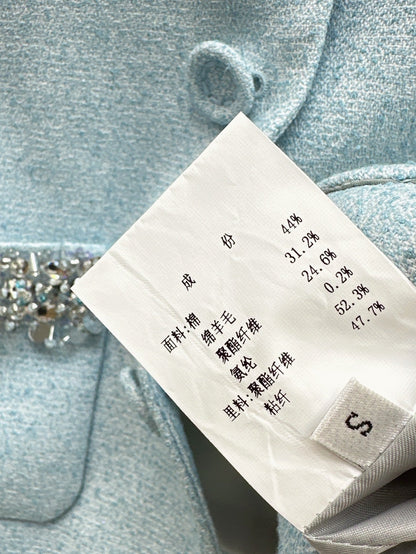 成 份
面料:棉 44%
绵羊毛 31.2%
聚酯纤维 24.6%
氨纶 0.2%
里料:聚酯纤维 52.3%
粘纤 47.7%
S